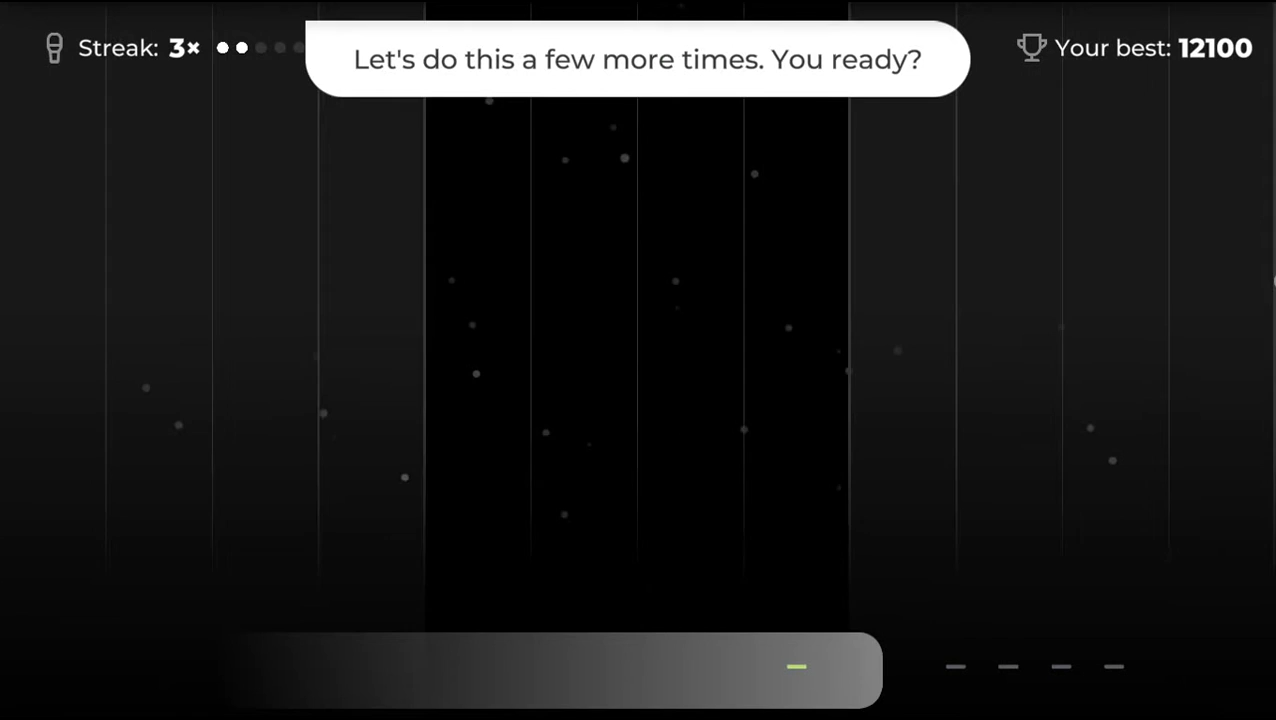 Streak: 3×
Let's do this a few more times. You ready?
Your best: 12100